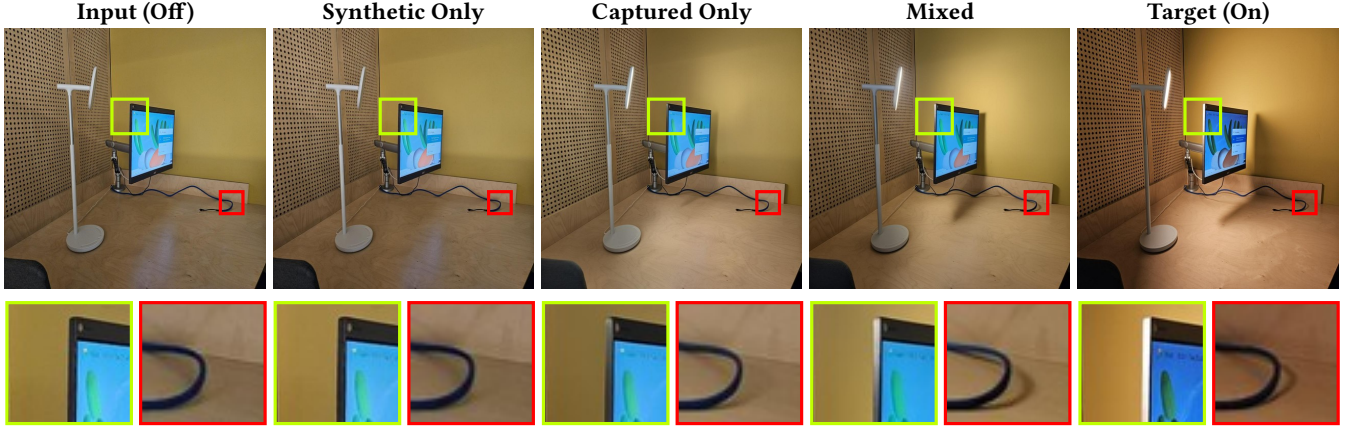 Input (Off)
Synthetic Only
Captured Only
Mixed
Target (On)